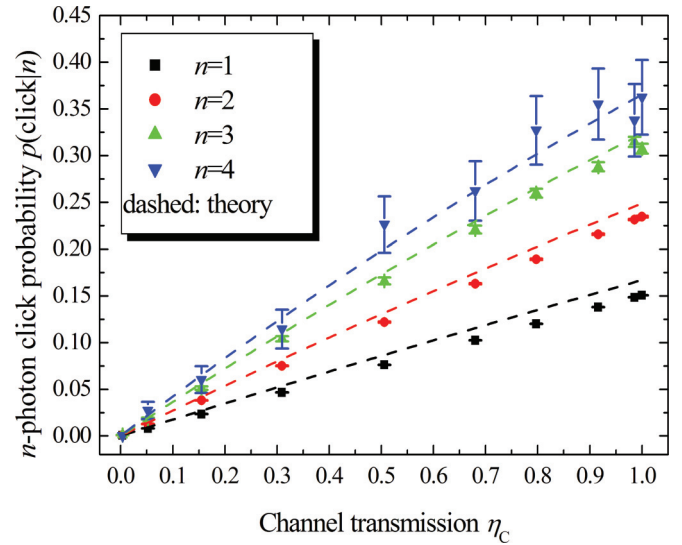 n-photon click probability p(click|n)
0.45
0.40
0.35
0.30
0.25
0.20
0.15
0.10
0.05
0.00
n=1
n=2
n=3
n=4
dashed: theory
0.0 0.1 0.2 0.3 0.4 0.5 0.6 0.7 0.8 0.9 1.0
Channel transmission ηC